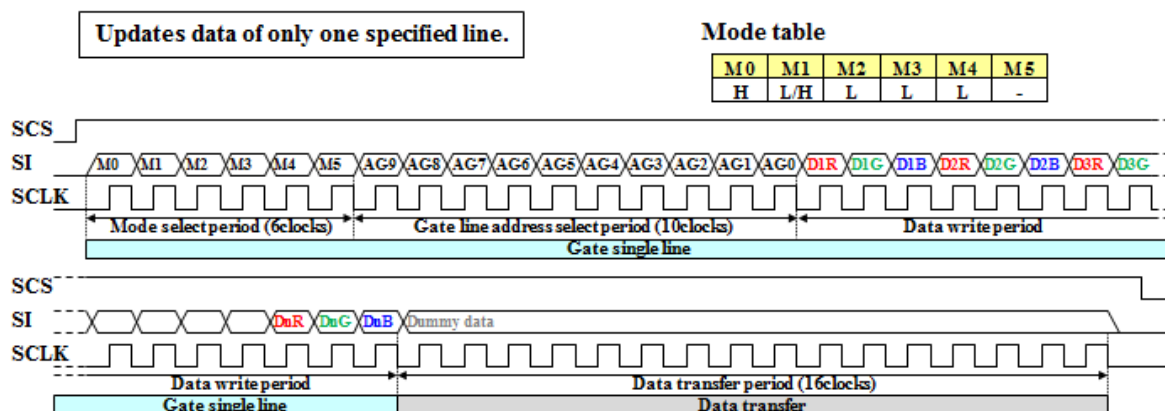 Updates data of only one specified line.
Mode table
M0 M1 M2 M3 M4 M5
H L/H L L L -
SCS
SI M0 M1 M2 M3 M4 M5 AG9 AG8 AG7 AG6 AG5 AG4 AG3 AG2 AG1 AG0 D1R D1G D1B D2R D2G D2B D3R D3G
SCLK
Mode select period (6clocks) Gate line address select period (10clocks) Data write period
Gate single line
SCS
SI DnR DnG DnB Dummy data
SCLK
Data write period Data transfer period (16clocks)
Gate single line Data transfer